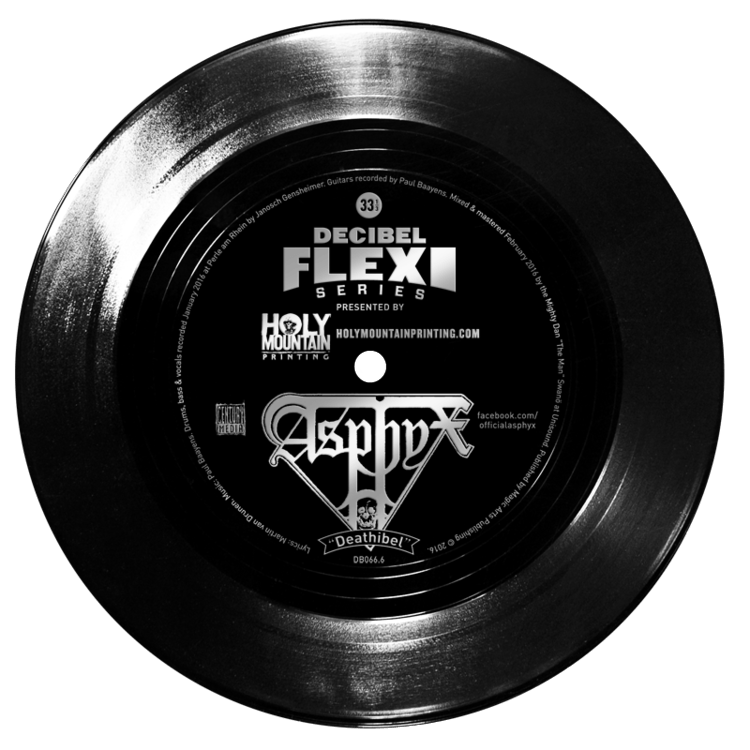 Lyrics: Martin van Drunen, Music: Paul Baayens, Drums, bass & vocals recorded January 2016 at Perle am Rhein by Janosch Gensheimer. Guitars recorded by Paul Baayens. Mixed & mastered February 2016 by the Mighty Dan "The Man" Swanö at Unisound. Published by Magic Arts Publishing © 2016.
33⅓
DECIBEL
FLEXI
SERIES
PRESENTED BY
HOLY
MOUNTAIN
PRINTING
HOLYMOUNTAINPRINTING.COM
CENTURY
MEDIA
Asphyx
facebook.com/
officialasphyx
"Deathibel"
DB066.6